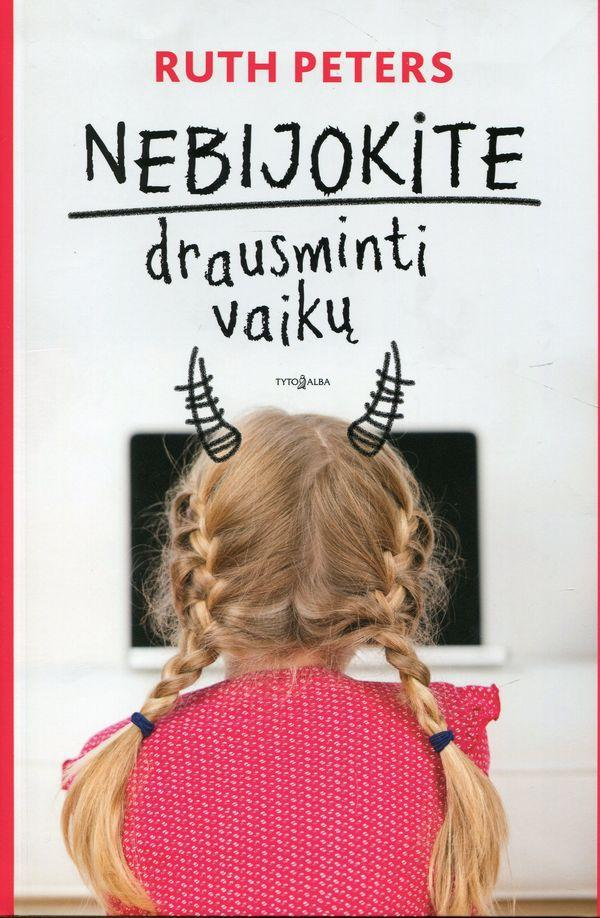 RUTH PETERS
NEBIJOKITE
drausminti
vaikų
TYTO ALBA